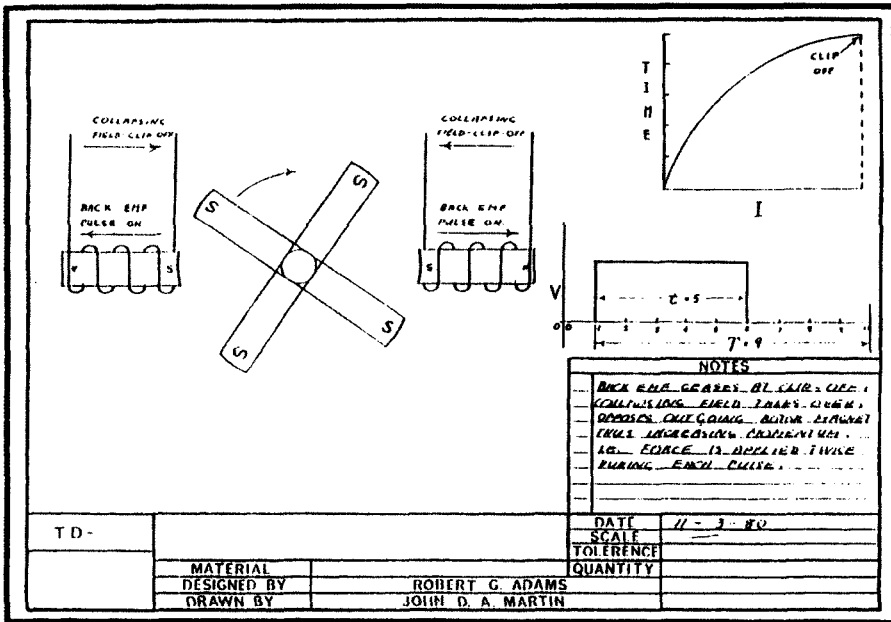 COLLAPSING
FIELD-CLIP-OFF
BACK EMF
PULSE ON
S
S
S
S
S
COLLAPSING
FIELD-CLIP-OFF
BACK EMF
PULSE ON
S
TIME
CLIP
OFF
I
V
t=5
T=9
NOTES
BACK EMF CEASES AT CLIP-OFF.
COLLAPSING FIELD TAKES OVER,
OPPOSES OUTGOING ROTOR MAGNET
THUS INCREASING MOMENTUM.
I.E. FORCE IS APPLIED TWICE
DURING EACH PULSE.
TD-
DATE 11-3-80
SCALE —
TOLERENCE
MATERIAL QUANTITY
DESIGNED BY ROBERT G. ADAMS
DRAWN BY JOHN D. A. MARTIN